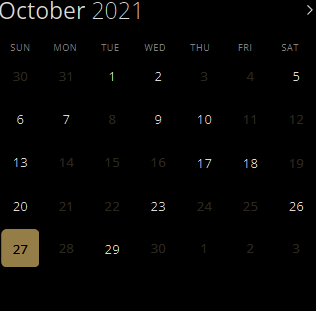 October 2021
SUN MON TUE WED THU FRI SAT
30 31 1 2 3 4 5
6 7 8 9 10 11 12
13 14 15 16 17 18 19
20 21 22 23 24 25 26
27 28 29 30 1 2 3